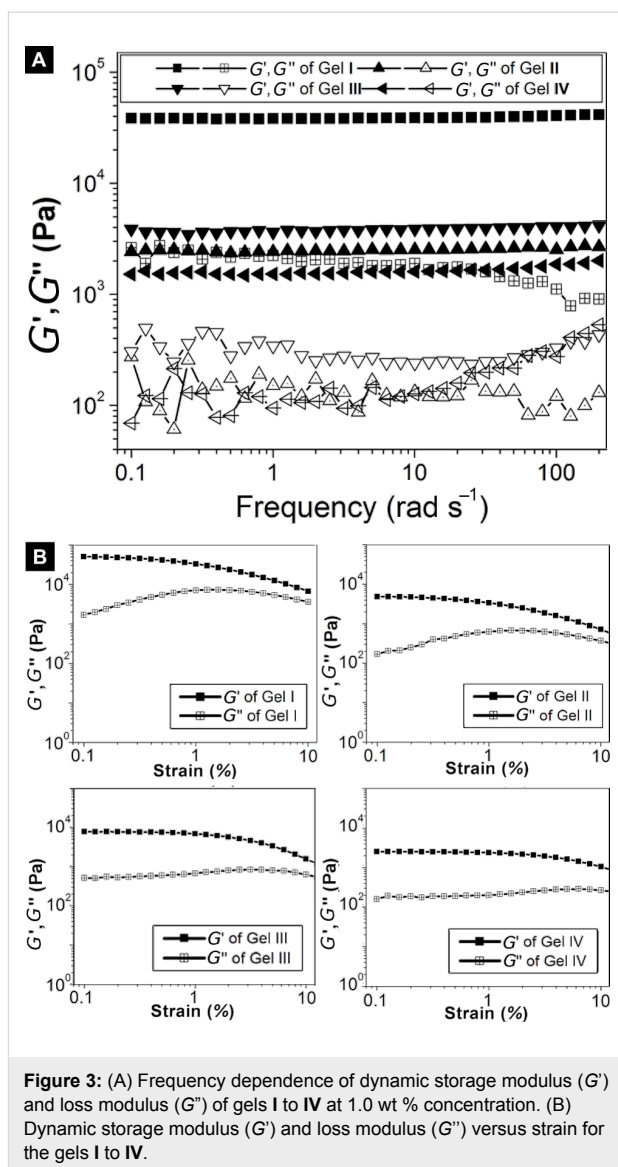 A
10^5
G', G'' of Gel I G', G'' of Gel II
G', G'' of Gel III G', G'' of Gel IV
10^4
10^3
10^2
G', G'' (Pa)
0.1 1 10 100
Frequency (rad s^–1)
B
10^4
10^2
10^0
G', G'' (Pa)
G' of Gel I
G'' of Gel I
0.1 1 10
Strain (%)
10^4
10^2
10^0
G', G'' (Pa)
G' of Gel II
G'' of Gel II
0.1 1 10
Strain (%)
10^4
10^2
10^0
G', G'' (Pa)
G' of Gel III
G'' of Gel III
0.1 1 10
Strain (%)
10^4
10^2
10^0
G', G'' (Pa)
G' of Gel IV
G'' of Gel IV
0.1 1 10
Strain (%)
Figure 3: (A) Frequency dependence of dynamic storage modulus (G')
and loss modulus (G”) of gels I to IV at 1.0 wt % concentration. (B)
Dynamic storage modulus (G’) and loss modulus (G’’) versus strain for
the gels I to IV.